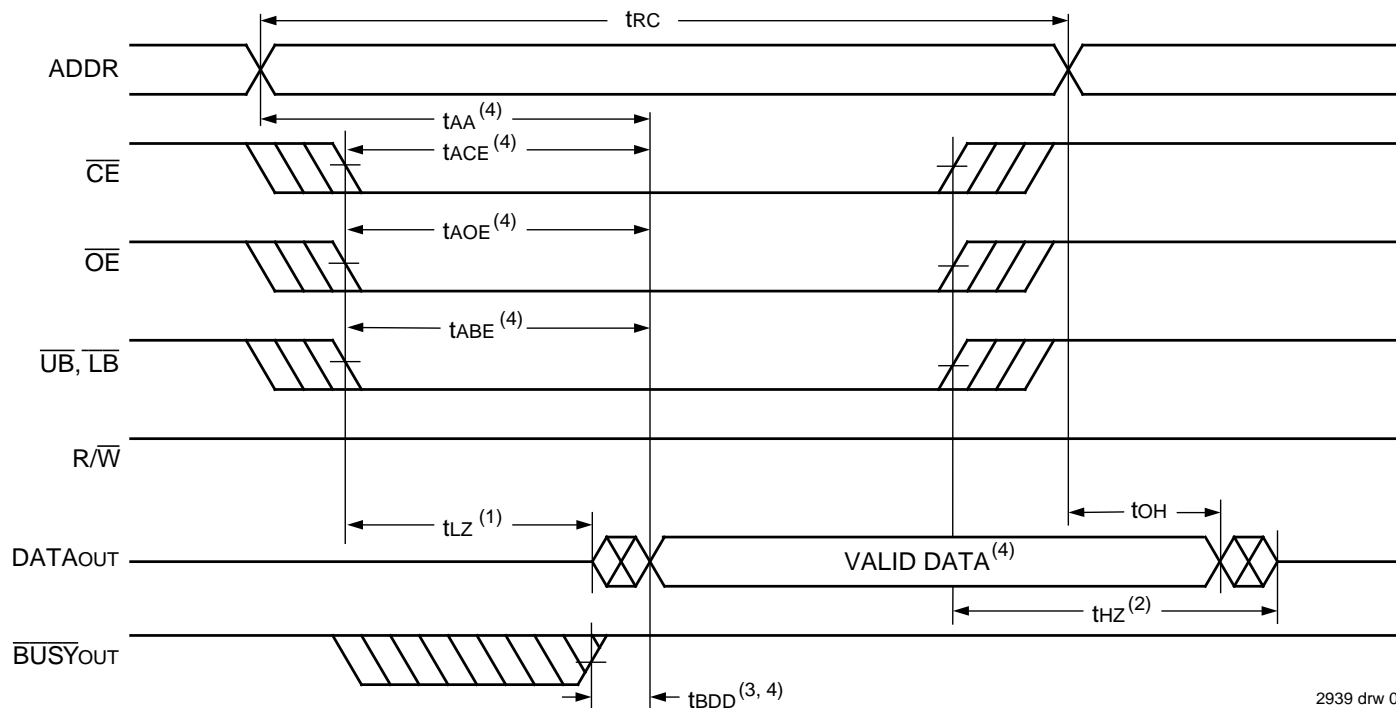 tRC
ADDR
tAA (4)
CE
tACE (4)
OE
tAOE (4)
UB, LB
tABE (4)
R/W
tLZ (1)
tOH
DATAOUT
VALID DATA (4)
tHZ (2)
BUSYOUT
tBDD (3, 4)
2939 drw 0